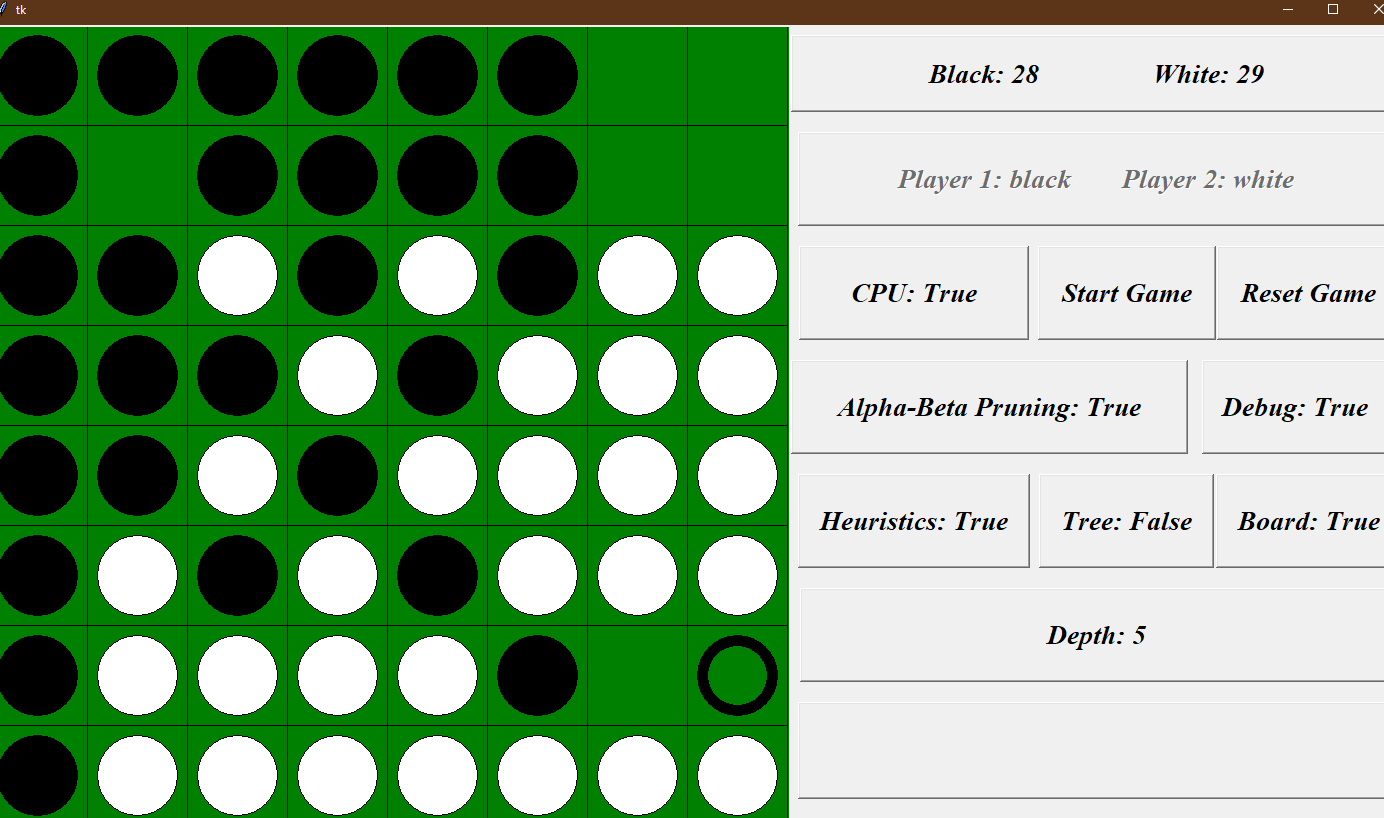 tk
Black: 28 White: 29
Player 1: black Player 2: white
CPU: True Start Game Reset Game
Alpha-Beta Pruning: True Debug: True
Heuristics: True Tree: False Board: True
Depth: 5